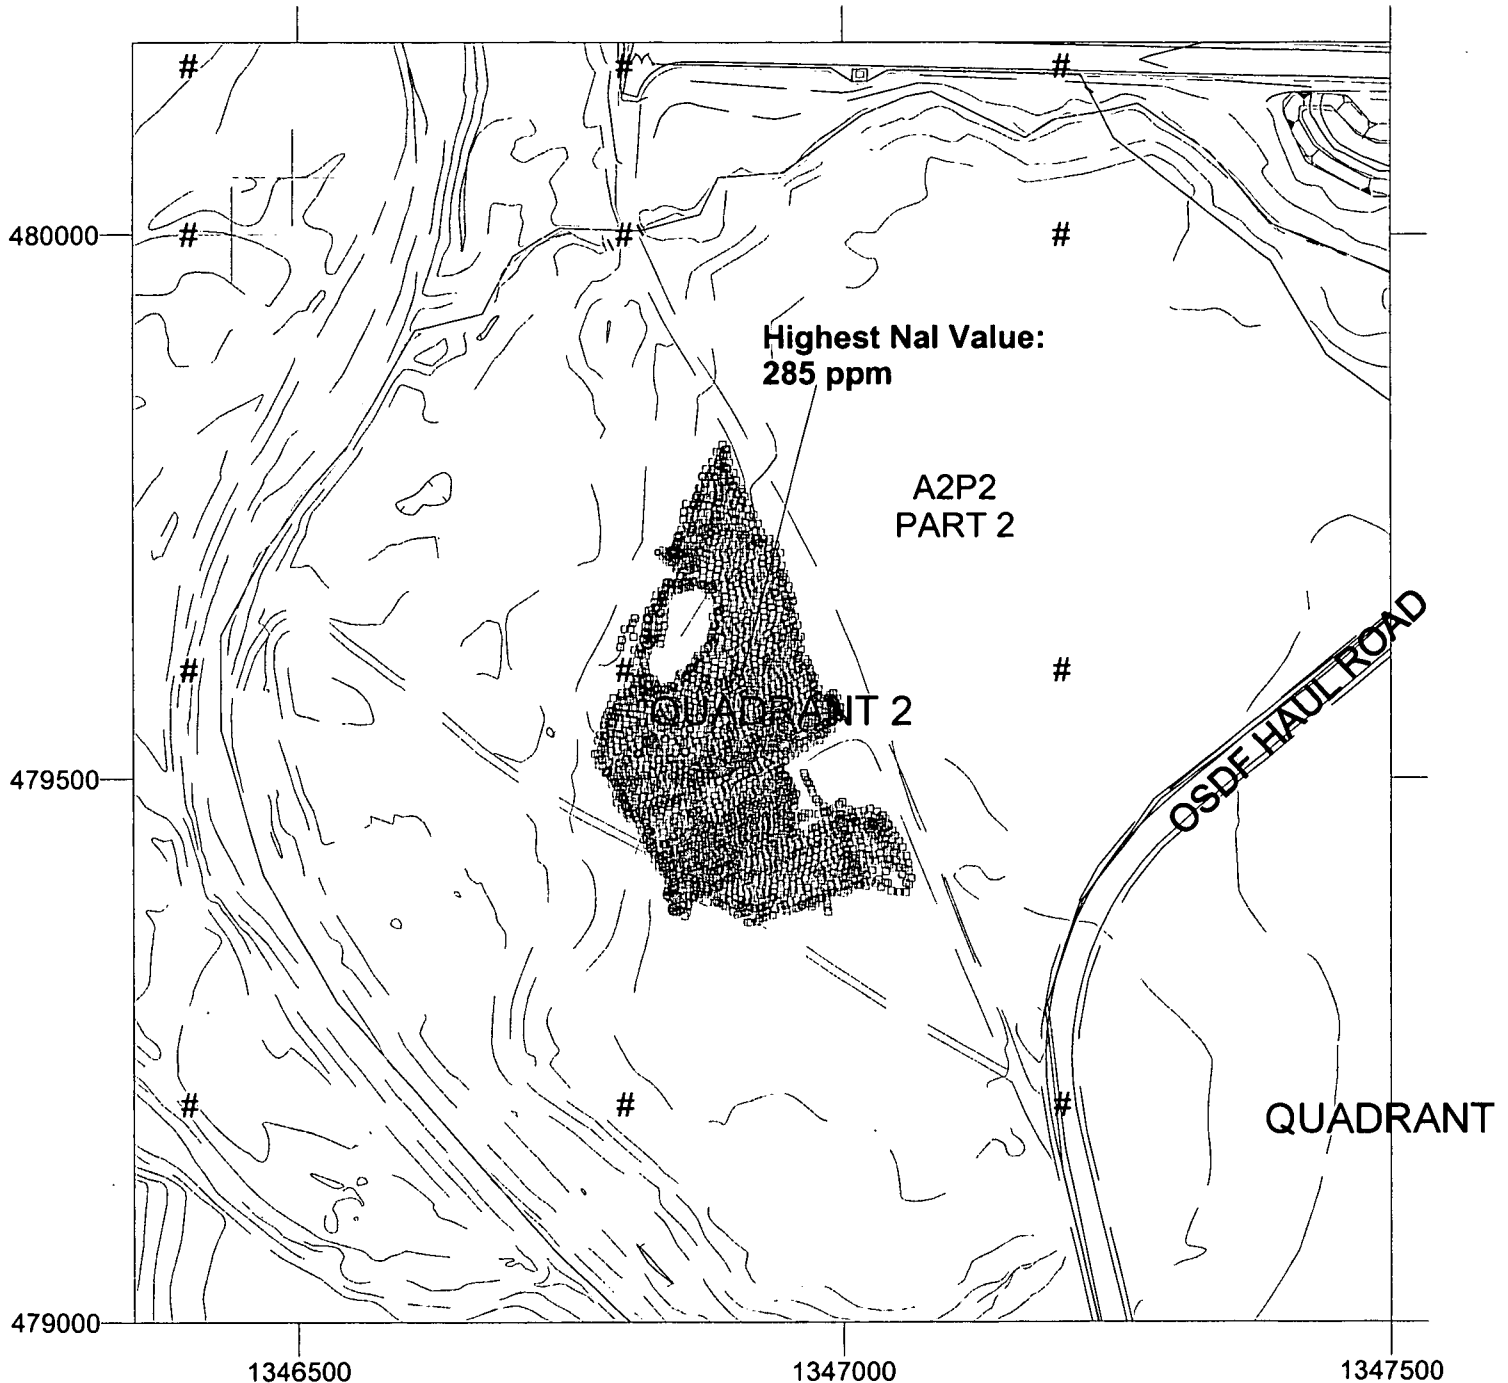 #
#
#
480000
#
#
#
Highest NaI Value:
285 ppm
A2P2
PART 2
OSDF HAUL ROAD
#
#
#
QUADRANT 2
479500
#
#
#
QUADRANT
479000
1346500
1347000
1347500